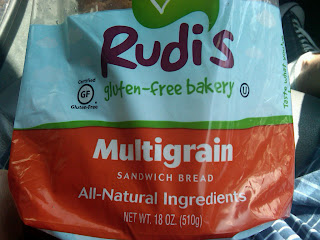 Rudi's
gluten-free bakery
Certified
GF
Gluten-Free
U
Multigrain
SANDWICH BREAD
All-Natural Ingredients
NET WT. 18 OZ. (510g)